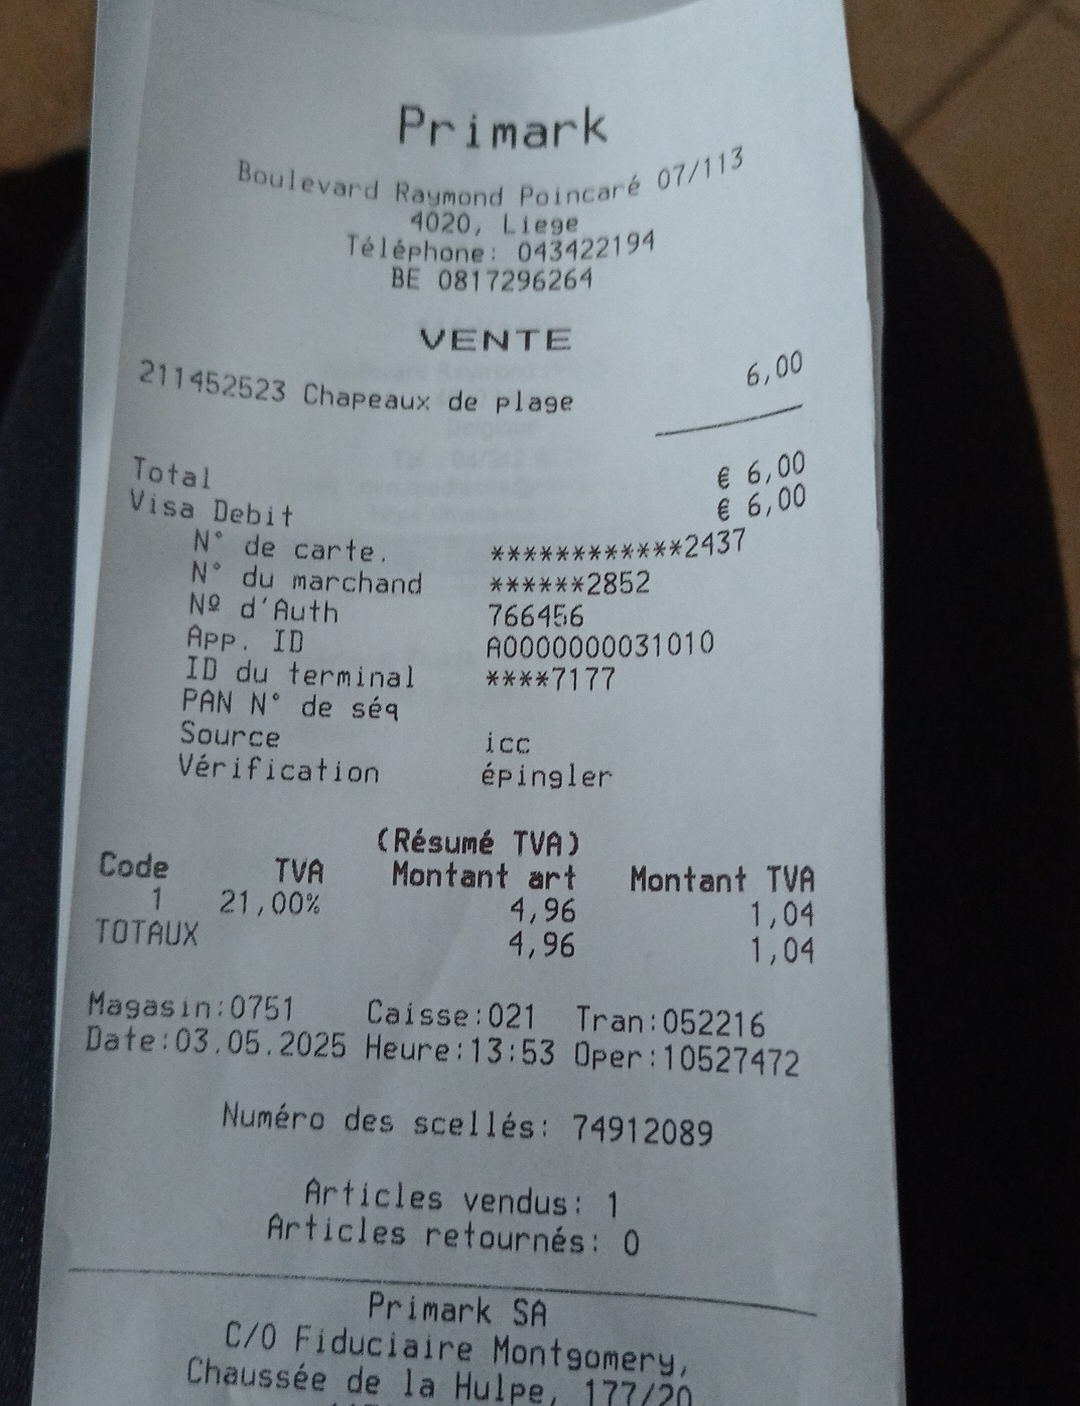 Primark
Boulevard Raymond Poincaré 07/113
4020, Liege
Téléphone: 043422194
BE 0817296264
VENTE
211452523 Chapeaux de plage 6,00
Total € 6,00
Visa Debit € 6,00
N° de carte. ************2437
N° du marchand ******2852
Nº d'Auth 766456
App. ID A0000000031010
ID du terminal ****7177
PAN N° de séq
Source icc
Vérification épingler
(Résumé TVA)
Code TVA Montant art Montant TVA
1 21,00% 4,96 1,04
TOTAUX 4,96 1,04
Magasin:0751 Caisse:021 Tran:052216
Date:03.05.2025 Heure:13:53 Oper:10527472
Numéro des scellés: 74912089
Articles vendus: 1
Articles retournés: 0
Primark SA
C/O Fiduciaire Montgomery,
Chaussée de la Hulpe, 177/20